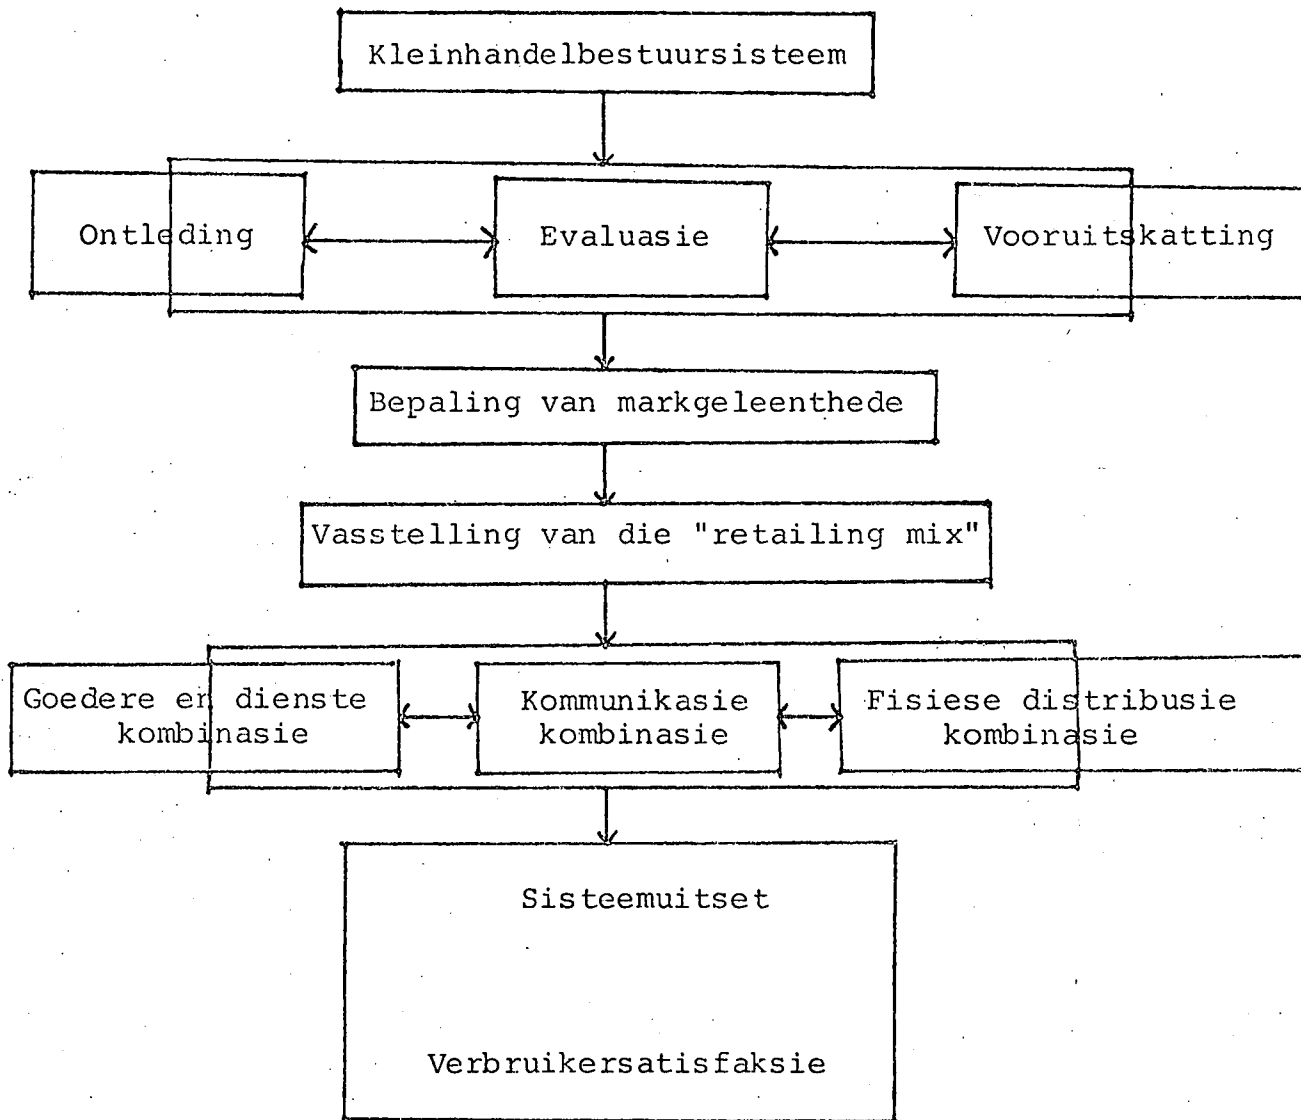 Kleinhandelbestuursisteem
Ontleding
Evaluasie
Vooruitskatting
Bepaling van markgeleenthede
Vasstelling van die "retailing mix"
Goedere en dienste
kombinasie
Kommunikasie
kombinasie
Fisiese distribusie
kombinasie
Sisteemuitset
Verbruikersatisfaksie